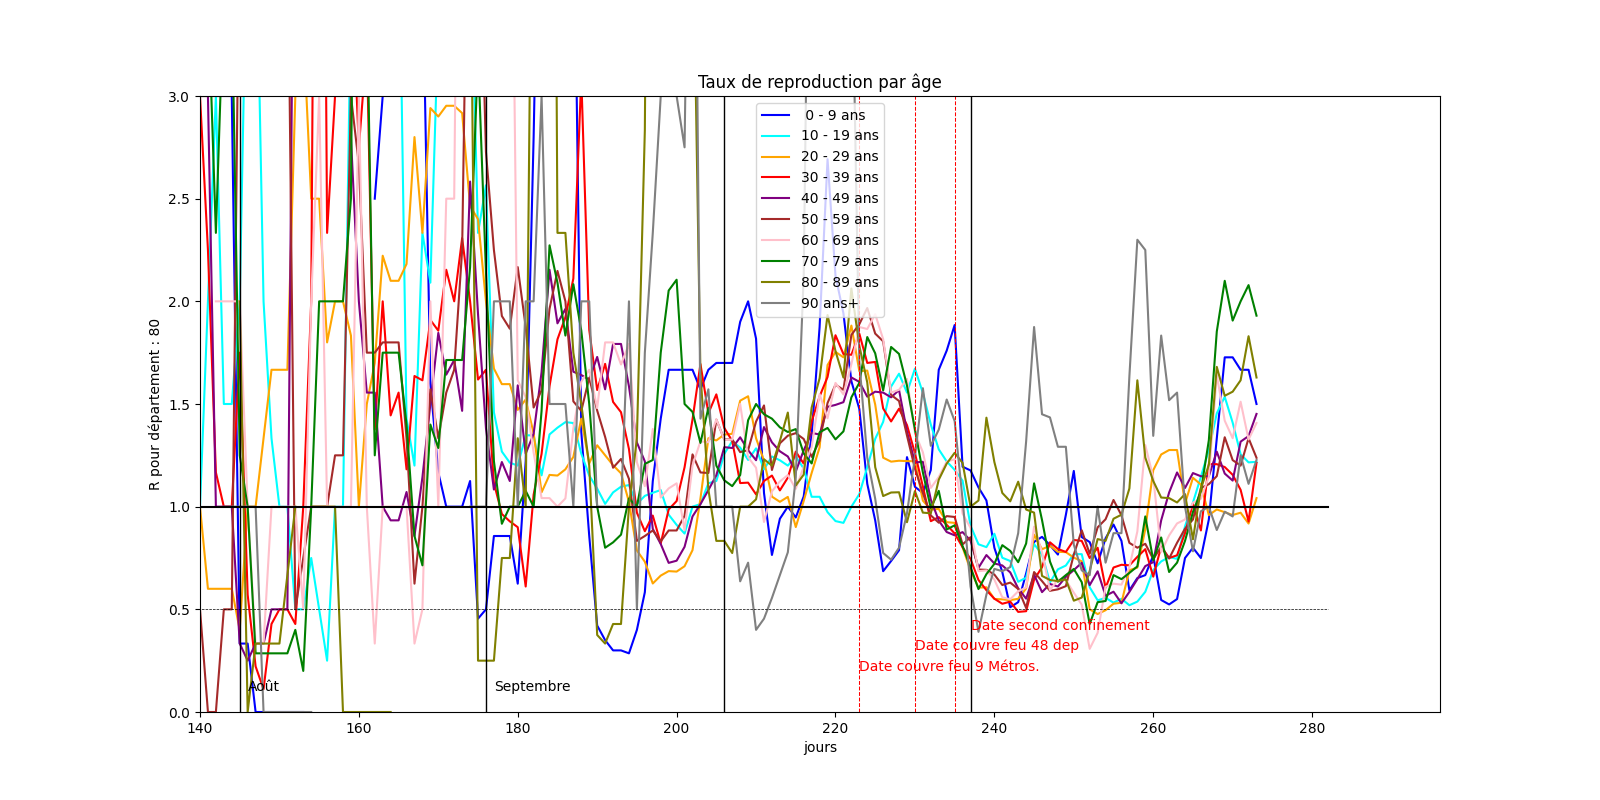 Taux de reproduction par âge
R pour département : 80
3.0
2.5
2.0
1.5
1.0
0.5
0.0
0 - 9 ans
10 - 19 ans
20 - 29 ans
30 - 39 ans
40 - 49 ans
50 - 59 ans
60 - 69 ans
70 - 79 ans
80 - 89 ans
90 ans+
Date second confinement
Date couvre feu 48 dep
Date couvre feu 9 Métros.
Août
Septembre
140
160
180
200
220
240
260
280
jours